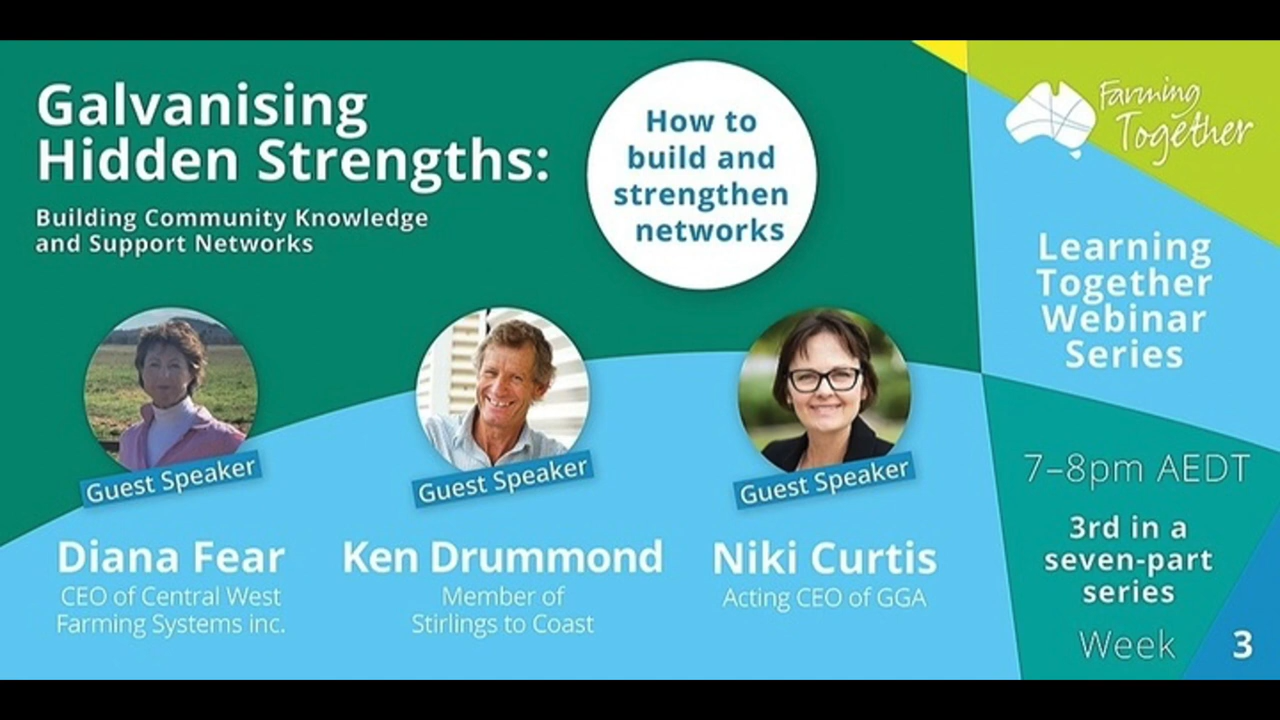 Galvanising
Hidden Strengths:
Building Community Knowledge
and Support Networks
How to
build and
strengthen
networks
Farming
Together
Learning
Together
Webinar
Series
Guest Speaker
Guest Speaker
Guest Speaker
Diana Fear
CEO of Central West
Farming Systems inc.
Ken Drummond
Member of
Stirlings to Coast
Niki Curtis
Acting CEO of GGA
7–8pm AEDT
3rd in a
seven-part
series
Week 3